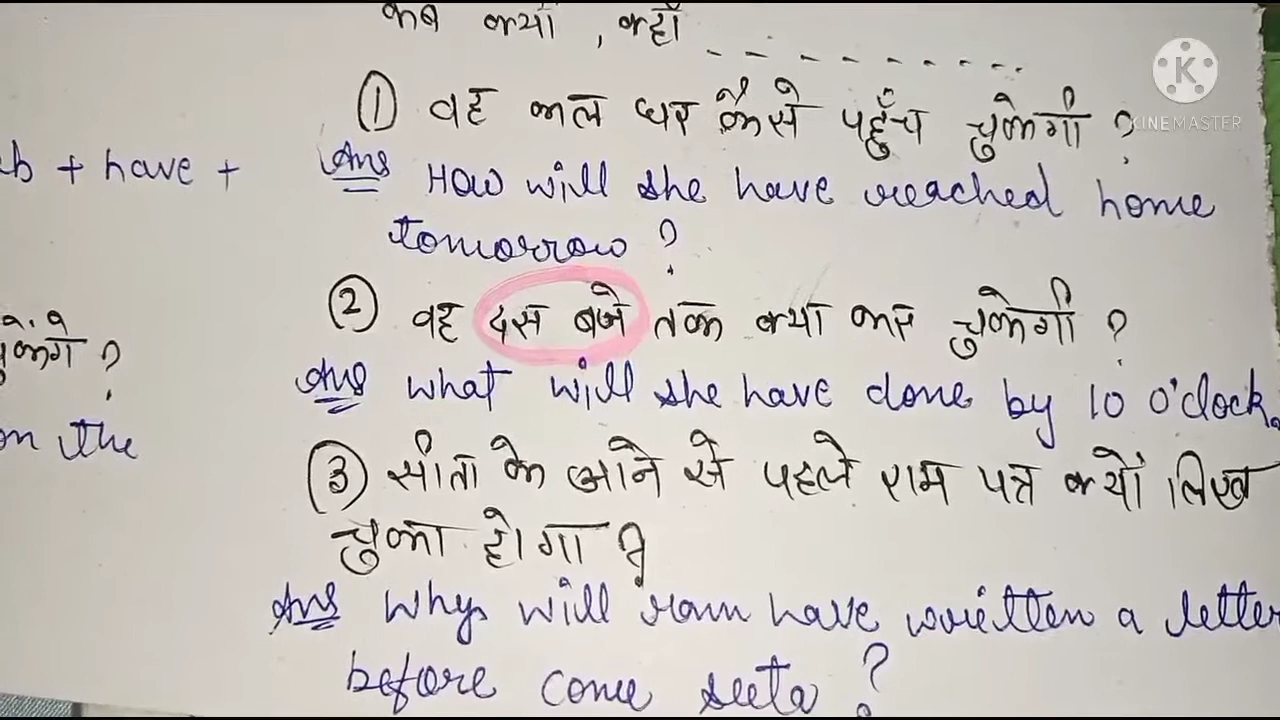 कब क्यों , कहाँ - - - - - - - - - -
① वह कल घर कैसे पहुँच चुकेगी ?
KINEMASTER
b + have +
Ans How will she have reached home
tomorrow ?
② वह दस बजे तक क्या कर चुकेगी ?
चुकेंगे ?
Ans what will she have done by 10 o'clock.
on the
③ सीता के आने से पहले राम पत्र क्यों लिख
चुका होगा ?
Ans Why will ram have written a letter
before come seeta ?